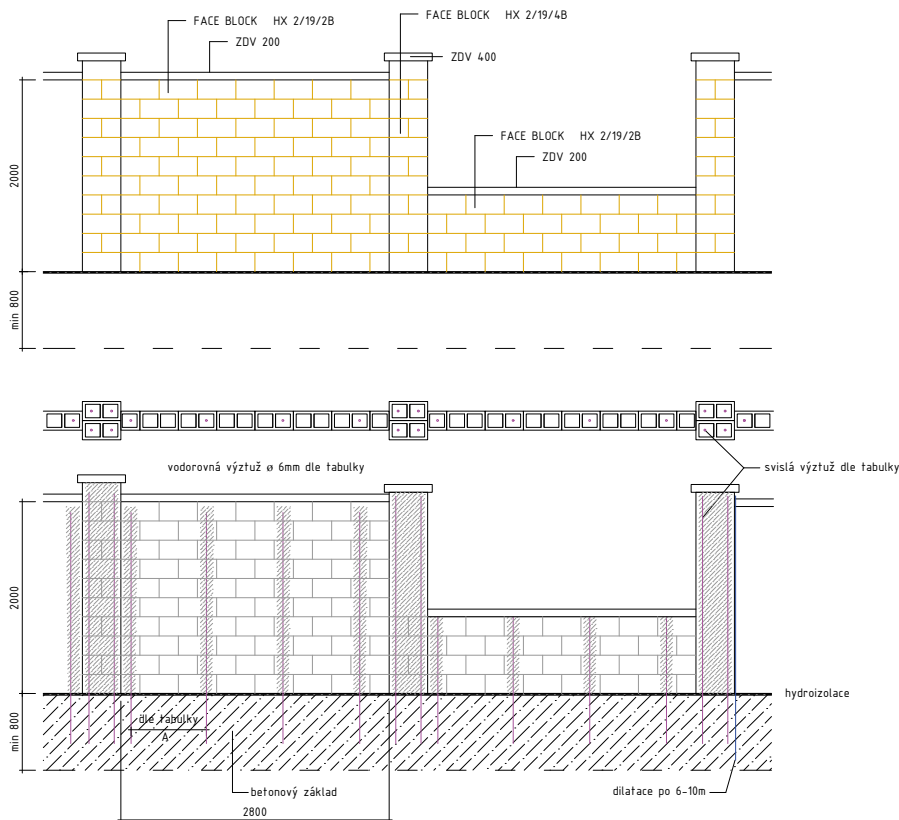 FACE BLOCK HX 2/19/2B
FACE BLOCK HX 2/19/4B
ZDV 200
ZDV 400
FACE BLOCK HX 2/19/2B
ZDV 200
2000
min 800
vodorovná výztuž ø 6mm dle tabulky
svislá výztuž dle tabulky
2000
hydroizolace
min 800
dle tabulky
A
betonový základ
dilatace po 6-10m
2800